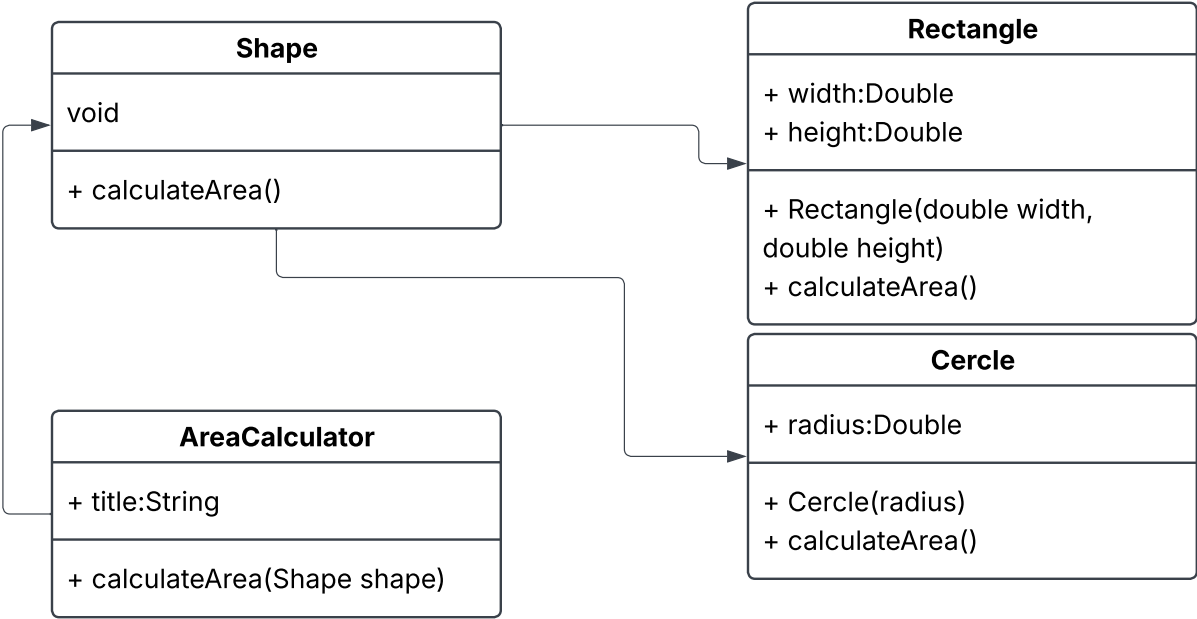 Shape
void
+ calculateArea()
Rectangle
+ width:Double
+ height:Double
+ Rectangle(double width,
double height)
+ calculateArea()
AreaCalculator
+ title:String
+ calculateArea(Shape shape)
Cercle
+ radius:Double
+ Cercle(radius)
+ calculateArea()